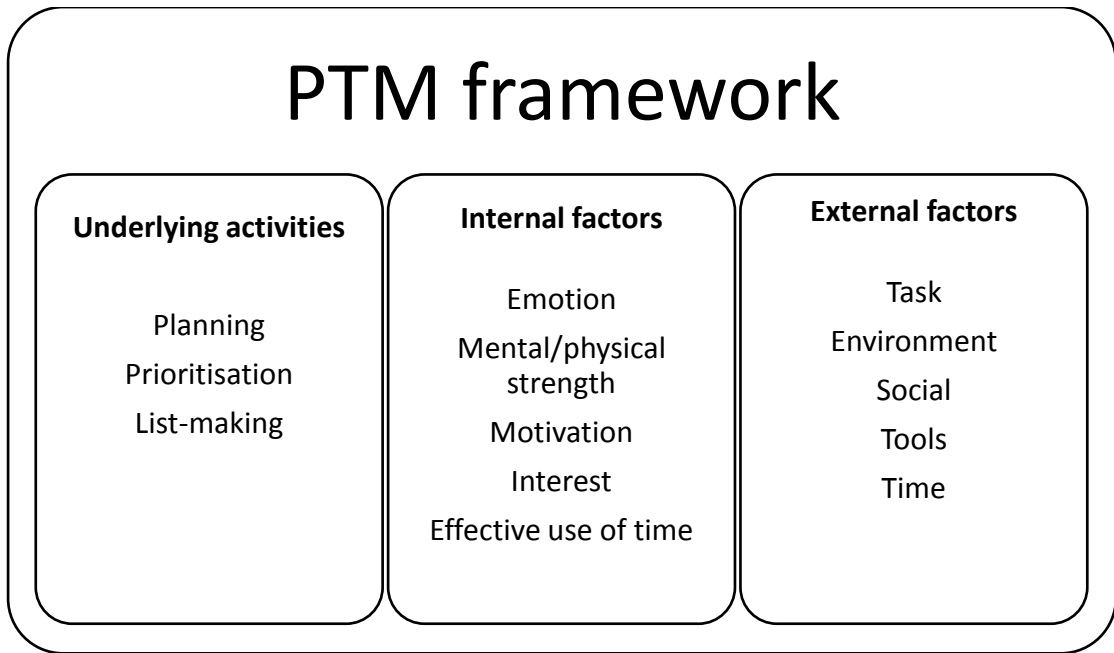 PTM framework
Underlying activities
Planning
Prioritisation
List-making
Internal factors
Emotion
Mental/physical
strength
Motivation
Interest
Effective use of time
External factors
Task
Environment
Social
Tools
Time